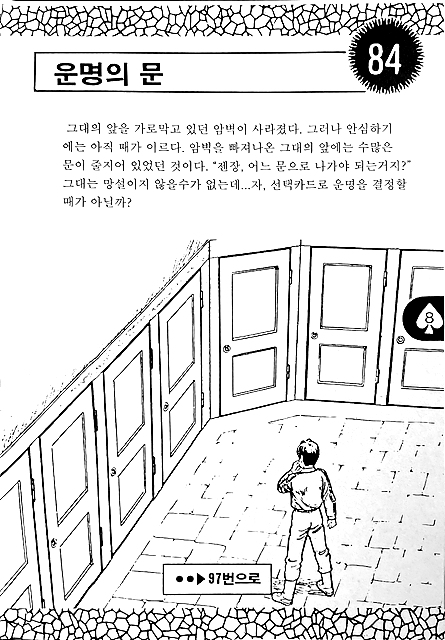 운명의 문
84
그대의 앞을 가로막고 있던 암벽이 사라졌다. 그러나 안심하기
에는 아직 때가 이르다. 암벽을 빠져나온 그대의 앞에는 수많은
문이 줄지어 있었던 것이다. “젠장, 어느 문으로 나가야 되는거지?”
그대는 망설이지 않을수가 없는데...자, 선택카드로 운명을 결정할
때가 아닌까?
8
●●▶97번으로